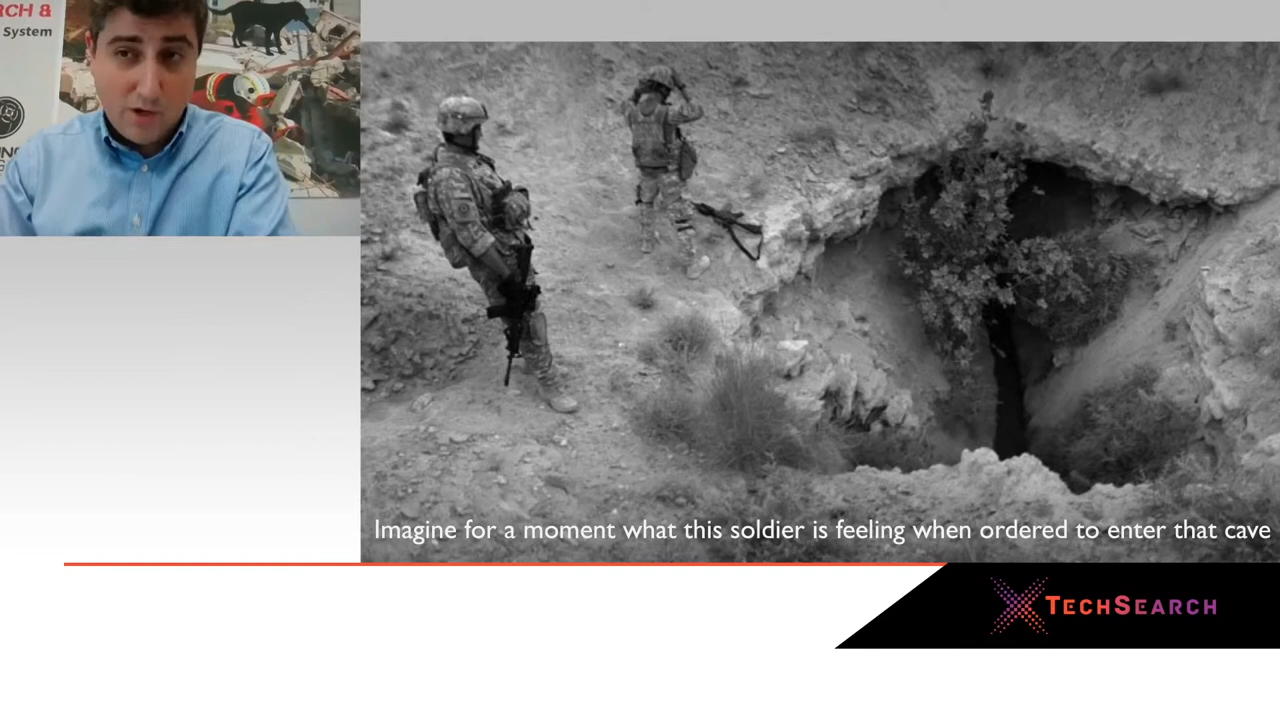 RCH &
System
Imagine for a moment what this soldier is feeling when ordered to enter that cave
TECHSEARCH